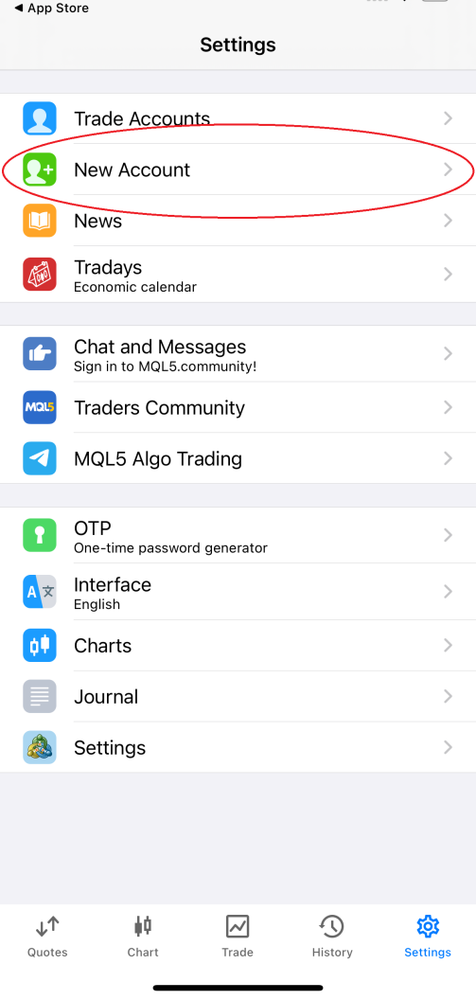 ◀ App Store
Settings
Trade Accounts
New Account
News
Tradays
Economic calendar
Chat and Messages
Sign in to MQL5.community!
MQL5
Traders Community
MQL5 Algo Trading
OTP
One-time password generator
A 文
Interface
English
Charts
Journal
Settings
Quotes
Chart
Trade
History
Settings